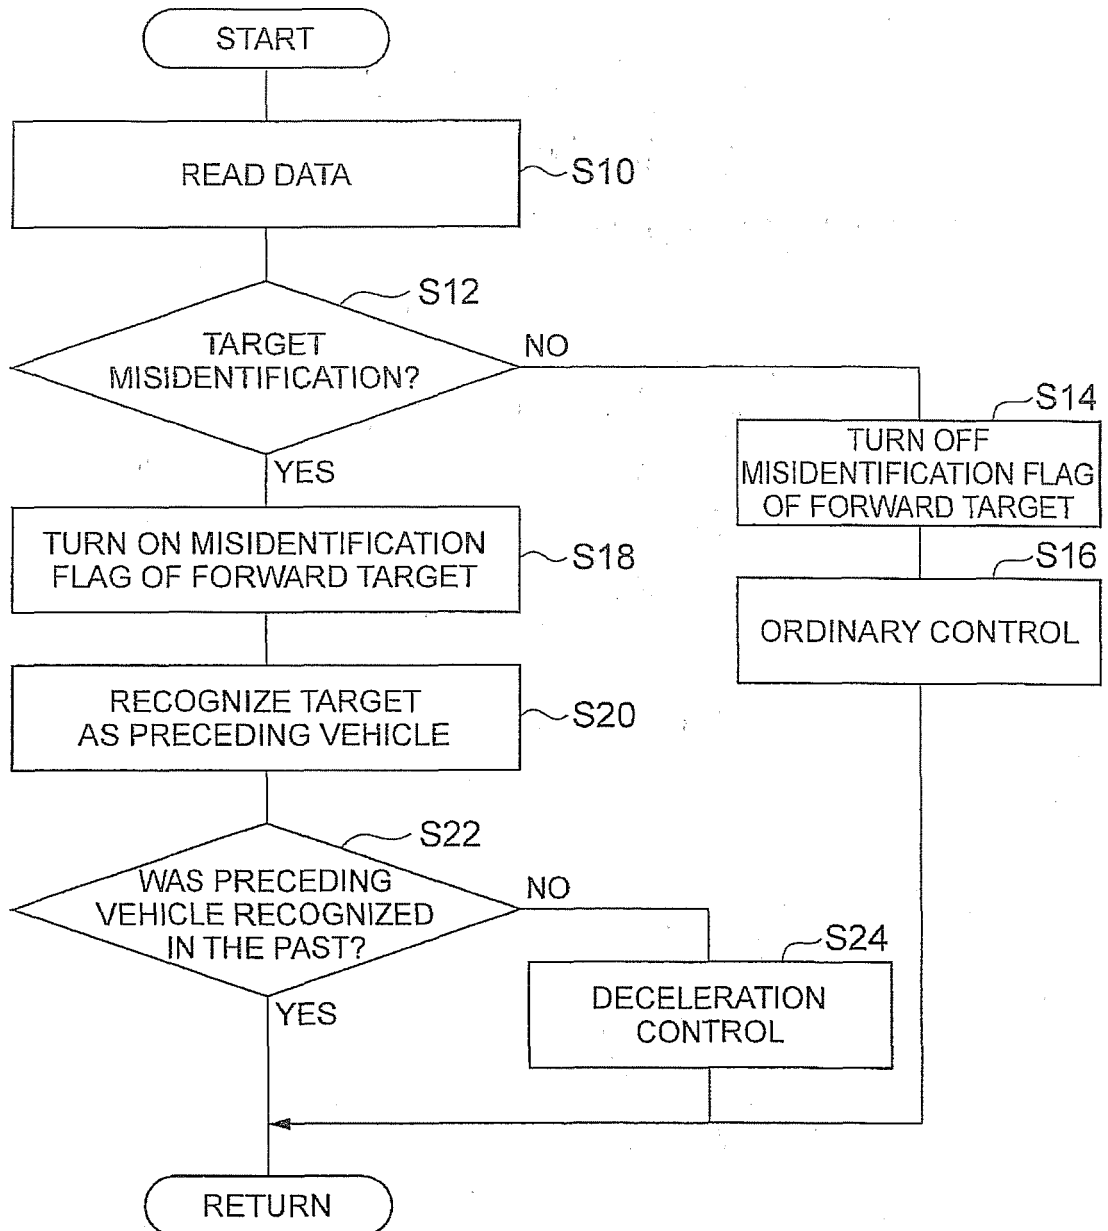 START
READ DATA
S10
S12
TARGET
MISIDENTIFICATION?
NO
YES
S14
TURN OFF
MISIDENTIFICATION FLAG
OF FORWARD TARGET
S16
ORDINARY CONTROL
TURN ON MISIDENTIFICATION
FLAG OF FORWARD TARGET
S18
RECOGNIZE TARGET
AS PRECEDING VEHICLE
S20
S22
WAS PRECEDING
VEHICLE RECOGNIZED
IN THE PAST?
NO
YES
S24
DECELERATION
CONTROL
RETURN